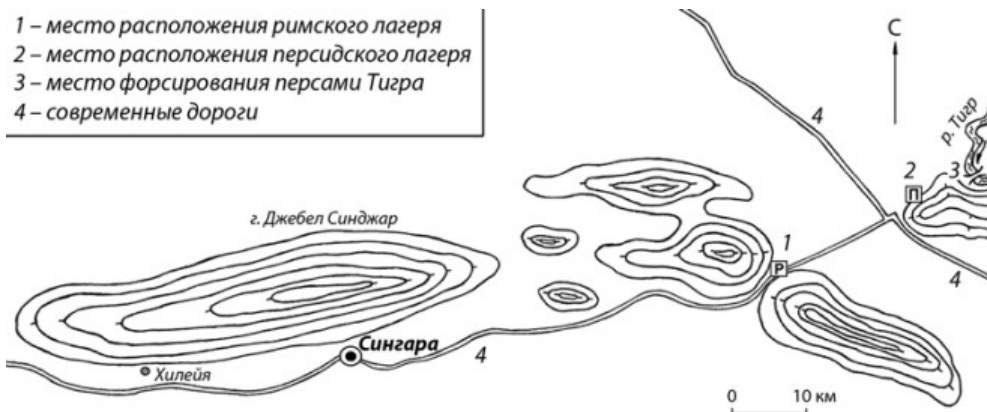 1 – место расположения римского лагеря
2 – место расположения персидского лагеря
3 – место форсирования персами Тигра
4 – современные дороги
С
4
р. Тигр
2
3
П
г. Джебел Синджар
1
Р
4
Сингара
4
Хилейя
0 10 км